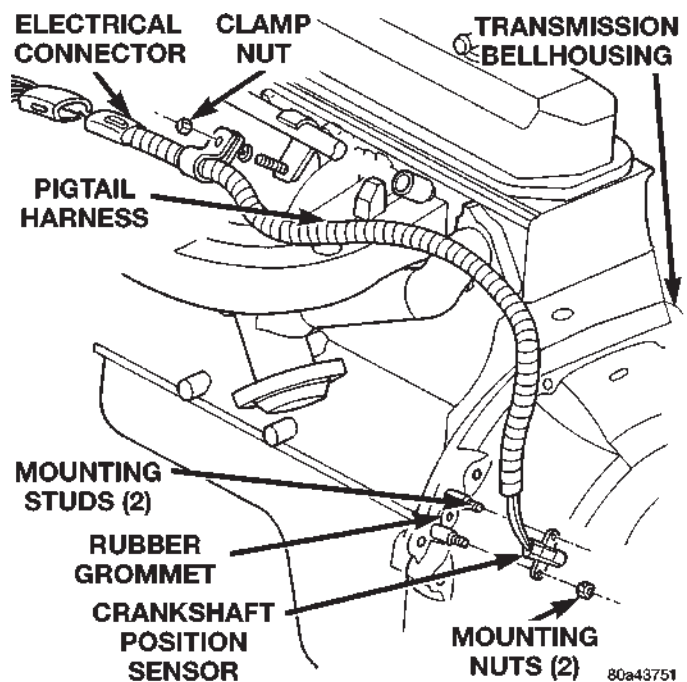 ELECTRICAL
CONNECTOR
CLAMP
NUT
TRANSMISSION
BELLHOUSING
PIGTAIL
HARNESS
MOUNTING
STUDS (2)
RUBBER
GROMMET
CRANKSHAFT
POSITION
SENSOR
MOUNTING
NUTS (2)
80a43751